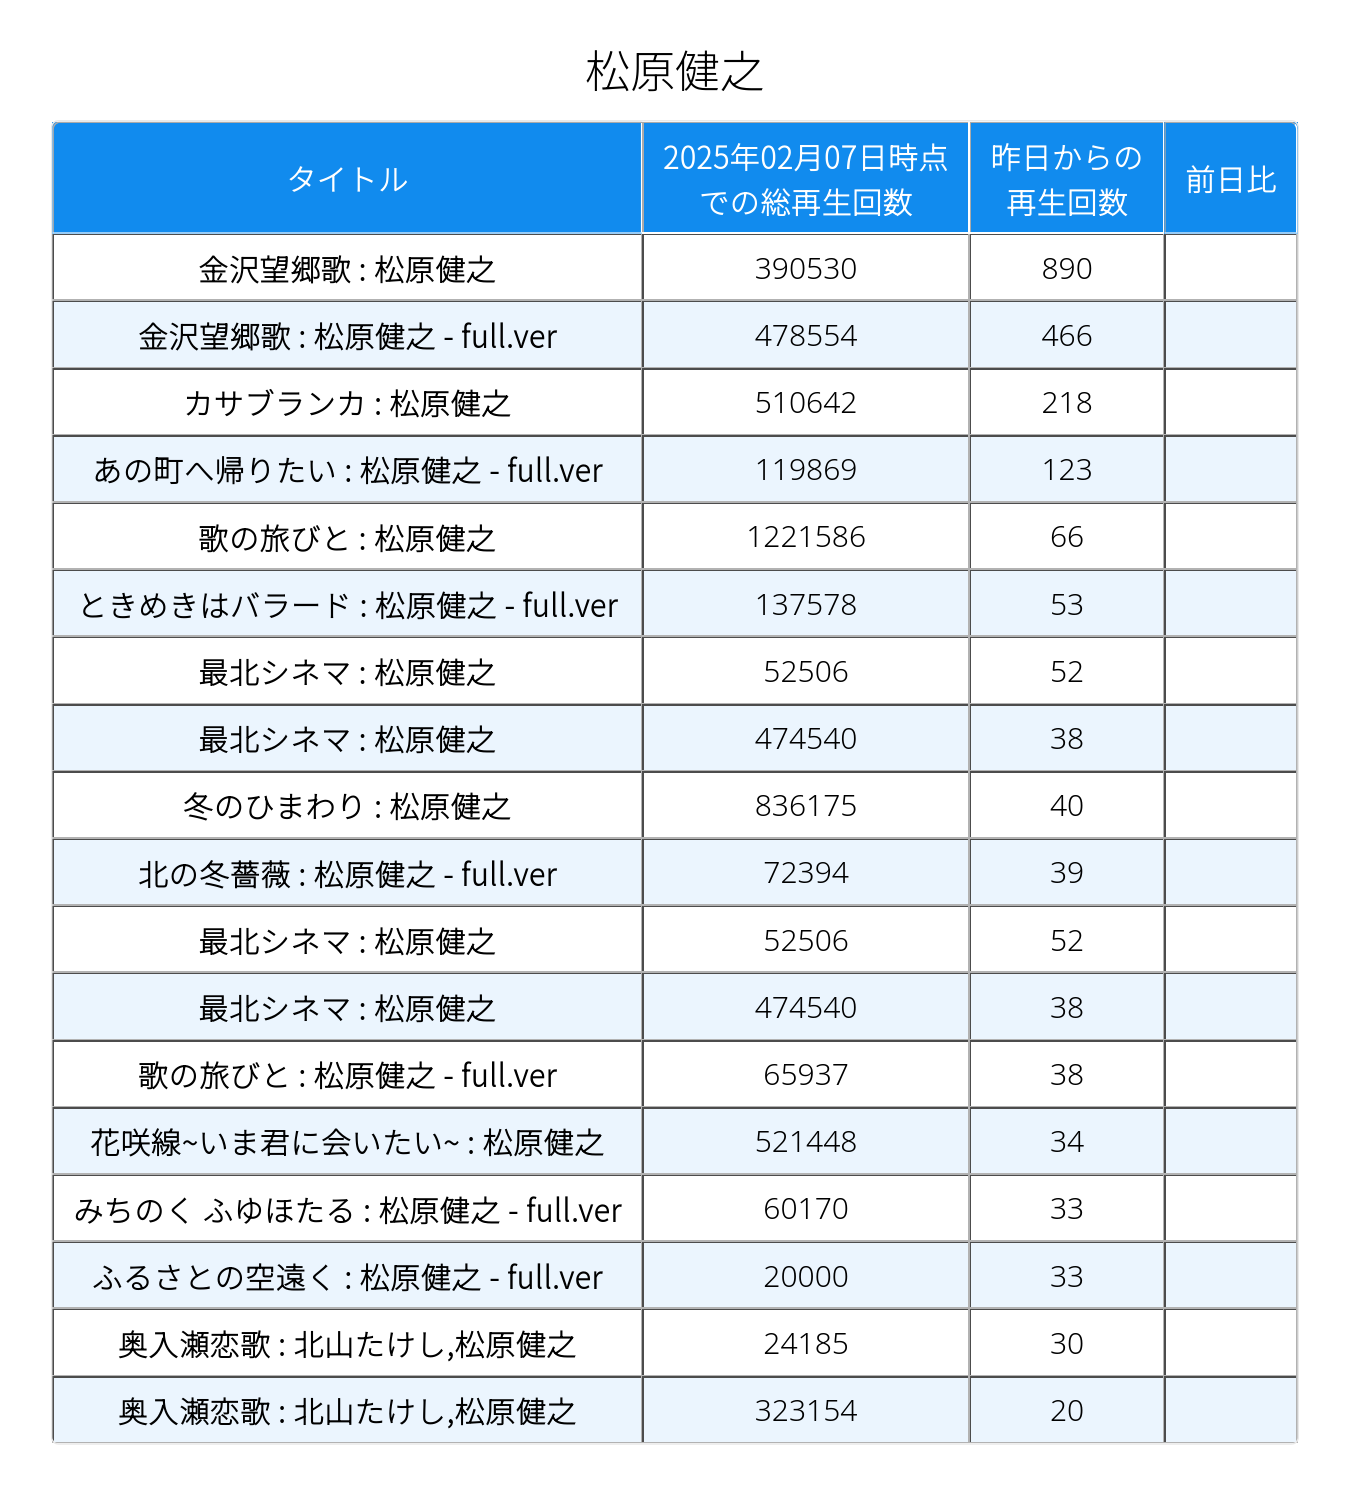 松原健之
タイトル
2025年02月07日時点
での総再生回数
昨日からの
再生回数
前日比
金沢望郷歌 : 松原健之 390530 890
金沢望郷歌 : 松原健之 - full.ver 478554 466
カサブランカ : 松原健之 510642 218
あの町へ帰りたい : 松原健之 - full.ver 119869 123
歌の旅びと : 松原健之 1221586 66
ときめきはバラード : 松原健之 - full.ver 137578 53
最北シネマ : 松原健之 52506 52
最北シネマ : 松原健之 474540 38
冬のひまわり : 松原健之 836175 40
北の冬薔薇 : 松原健之 - full.ver 72394 39
最北シネマ : 松原健之 52506 52
最北シネマ : 松原健之 474540 38
歌の旅びと : 松原健之 - full.ver 65937 38
花咲線~いま君に会いたい~ : 松原健之 521448 34
みちのく ふゆほたる : 松原健之 - full.ver 60170 33
ふるさとの空遠く : 松原健之 - full.ver 20000 33
奥入瀬恋歌 : 北山たけし,松原健之 24185 30
奥入瀬恋歌 : 北山たけし,松原健之 323154 20